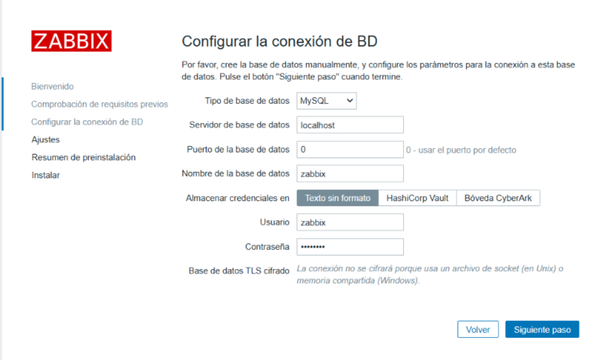 ZABBIX
Configurar la conexión de BD
Por favor, cree la base de datos manualmente, y configure los parámetros para la conexión a esta base
de datos. Pulse el botón "Siguiente paso" cuando termine.
Bienvenido
Comprobación de requisitos previos
Configurar la conexión de BD
Ajustes
Resumen de preinstalación
Instalar
Tipo de base de datos MySQL
Servidor de base de datos localhost
Puerto de la base de datos 0 0 - usar el puerto por defecto
Nombre de la base de datos zabbix
Almacenar credenciales en Texto sin formato HashiCorp Vault Bóveda CyberArk
Usuario zabbix
Contraseña ••••••••
Base de datos TLS cifrado La conexión no se cifrará porque usa un archivo de socket (en Unix) o
memoria compartida (Windows).
Volver Siguiente paso